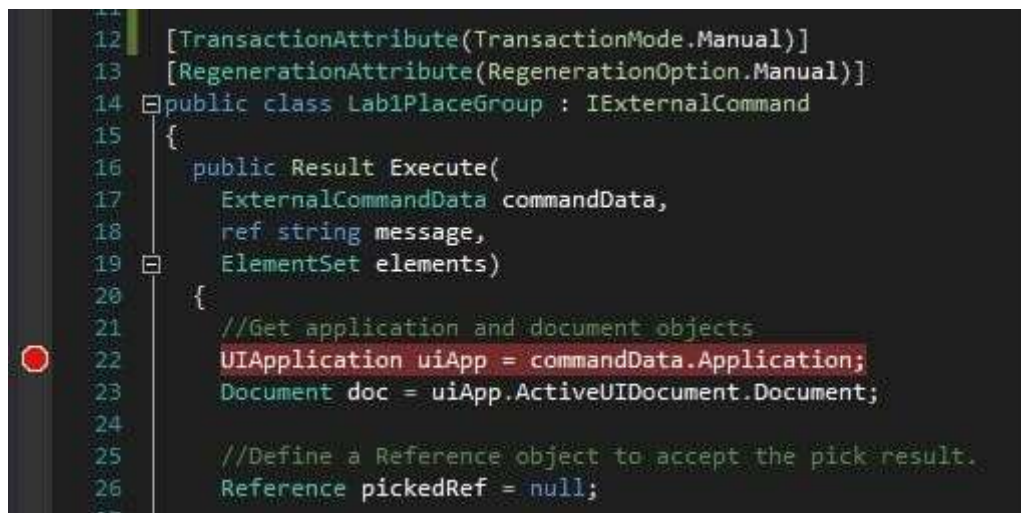 12 [TransactionAttribute(TransactionMode.Manual)]
13 [RegenerationAttribute(RegenerationOption.Manual)]
14 public class Lab1PlaceGroup : IExternalCommand
15 {
16 public Result Execute(
17 ExternalCommandData commandData,
18 ref string message,
19 ElementSet elements)
20 {
21 //Get application and document objects
22 UIApplication uiApp = commandData.Application;
23 Document doc = uiApp.ActiveUIDocument.Document;
24
25 //Define a Reference object to accept the pick result.
26 Reference pickedRef = null;